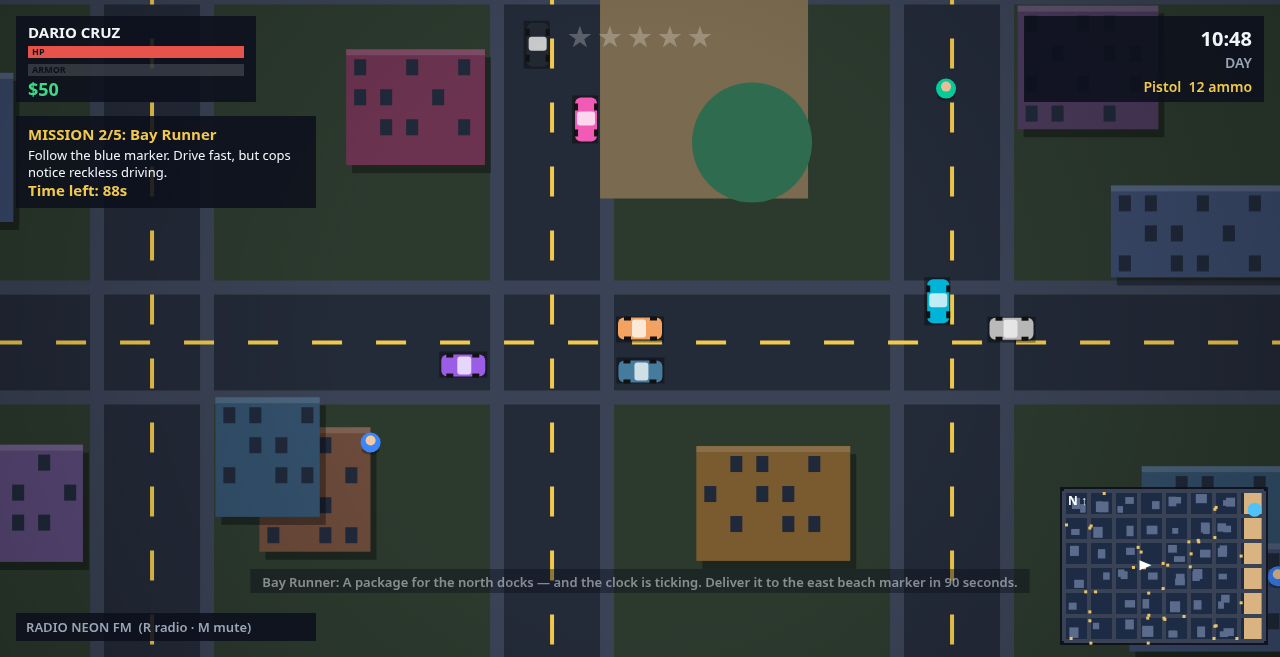 DARIO CRUZ
HP
ARMOR
$50
★★★★★
10:48
DAY
Pistol 12 ammo
MISSION 2/5: Bay Runner
Follow the blue marker. Drive fast, but cops
notice reckless driving.
Time left: 88s
N ↑
Bay Runner: A package for the north docks — and the clock is ticking. Deliver it to the east beach marker in 90 seconds.
RADIO NEON FM (R radio · M mute)